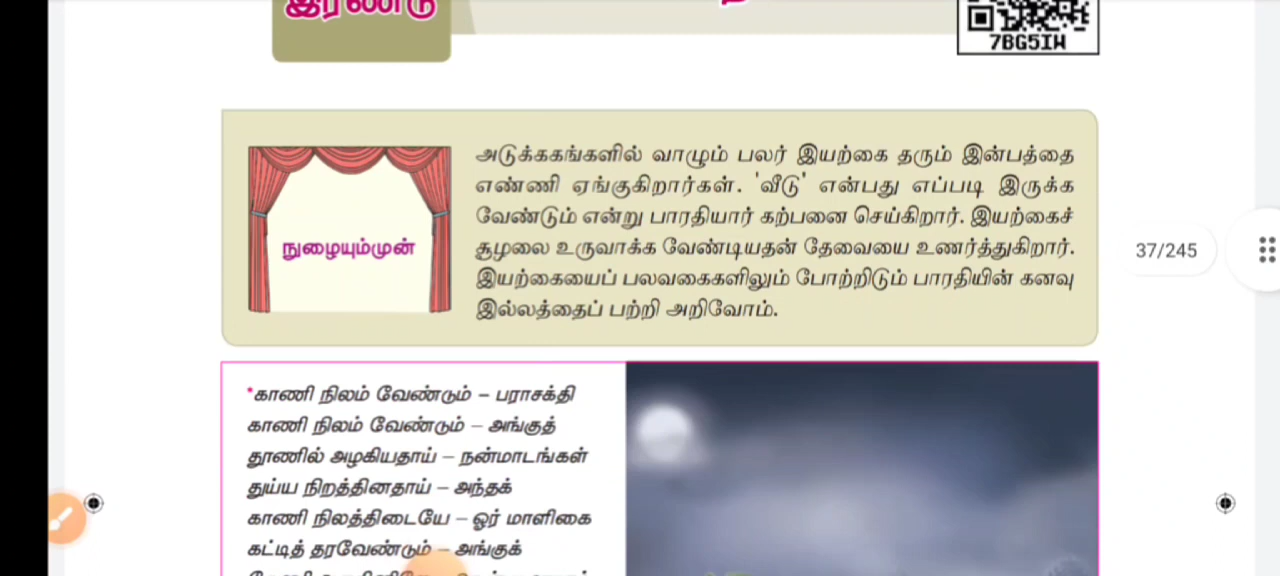 இரண்டு
7BG5IW
அடுக்ககங்களில் வாழும் பலர் இயற்கை தரும் இன்பத்தை
எண்ணி ஏங்குகிறார்கள். 'வீடு' என்பது எப்படி இருக்க
வேண்டும் என்று பாரதியார் கற்பனை செய்கிறார். இயற்கைச்
சூழலை உருவாக்க வேண்டியதன் தேவையை உணர்த்துகிறார்.
இயற்கையைப் பலவகைகளிலும் போற்றிடும் பாரதியின் கனவு
இல்லத்தைப் பற்றி அறிவோம்.
நுழையும்முன்
37/245
*காணி நிலம் வேண்டும் – பராசக்தி
காணி நிலம் வேண்டும் – அங்குத்
தூணில் அழகியதாய் – நன்மாடங்கள்
துய்ய நிறத்தினதாய் – அந்தக்
காணி நிலத்திடையே – ஓர் மாளிகை
கட்டித் தரவேண்டும் – அங்குக்